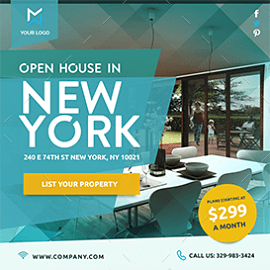 YOUR LOGO
OPEN HOUSE IN
NEW
YORK
240 E 74TH ST NEW YORK, NY 10021
LIST YOUR PROPERTY
PLANS STARTING AT
$299
A MONTH
WWW.COMPANY.COM
CALL US: 329-983-3424